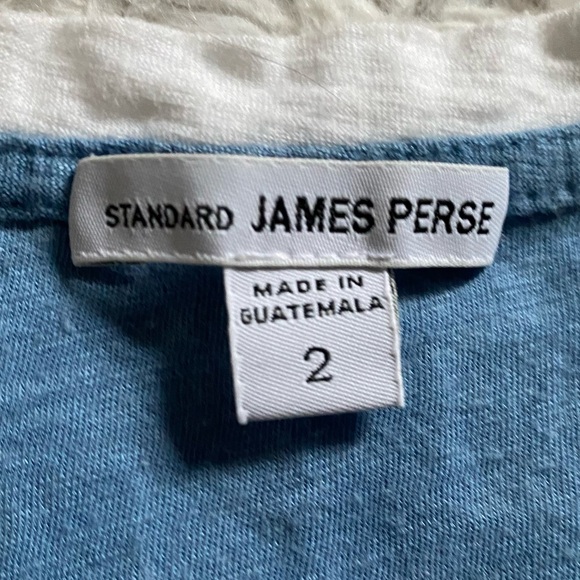 STANDARD JAMES PERSE
MADE IN
GUATEMALA
2